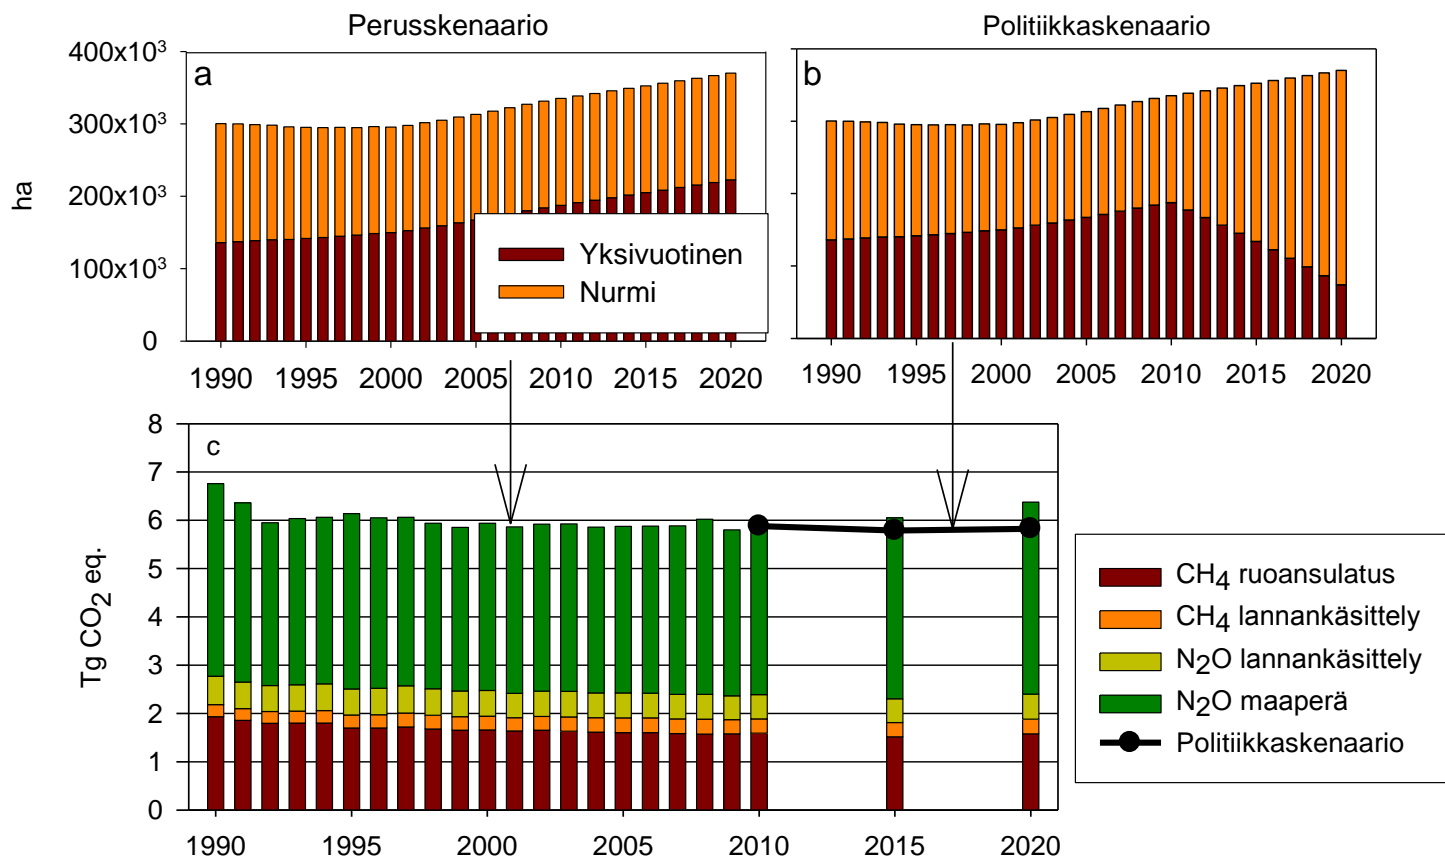 Perusskenaario
Politiikkaskenaario
400x10³
300x10³
200x10³
100x10³
0
ha
a
b
Yksivuotinen
Nurmi
1990 1995 2000 2005 2010 2015 2020
1990 1995 2000 2005 2010 2015 2020
c
8
7
6
5
4
3
2
1
0
Tg CO₂ eq.
1990 1995 2000 2005 2010 2015 2020
CH₄ ruoansulatus
CH₄ lannankäsittely
N₂O lannankäsittely
N₂O maaperä
Politiikkaskenaario